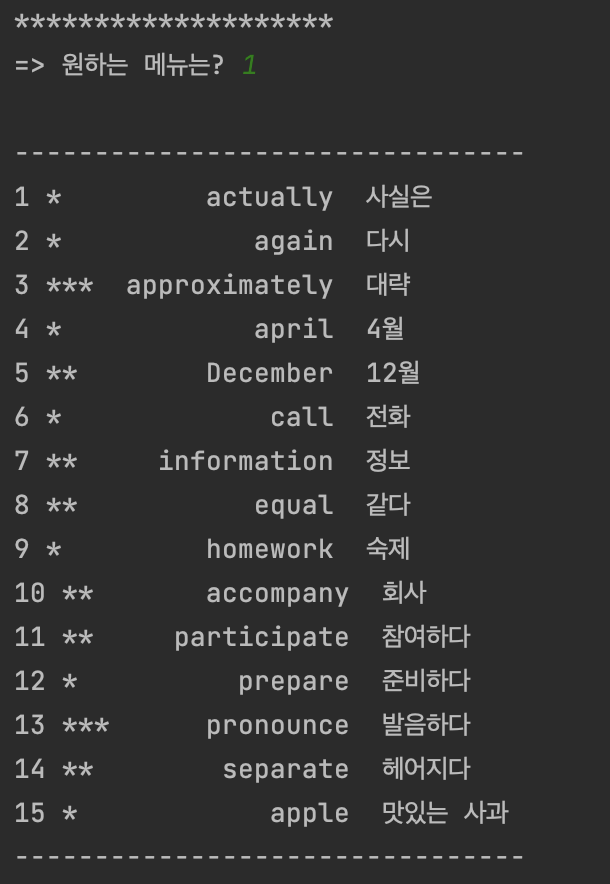 ********************
=> 원하는 메뉴는? 1
--------------------------------
1 *         actually  사실은
2 *            again  다시
3 ***  approximately  대략
4 *            april  4월
5 **        December  12월
6 *             call  전화
7 **     information  정보
8 **           equal  같다
9 *         homework  숙제
10 **       accompany  회사
11 **     participate  참여하다
12 *          prepare  준비하다
13 ***      pronounce  발음하다
14 **        separate  헤어지다
15 *            apple  맛있는 사과
--------------------------------